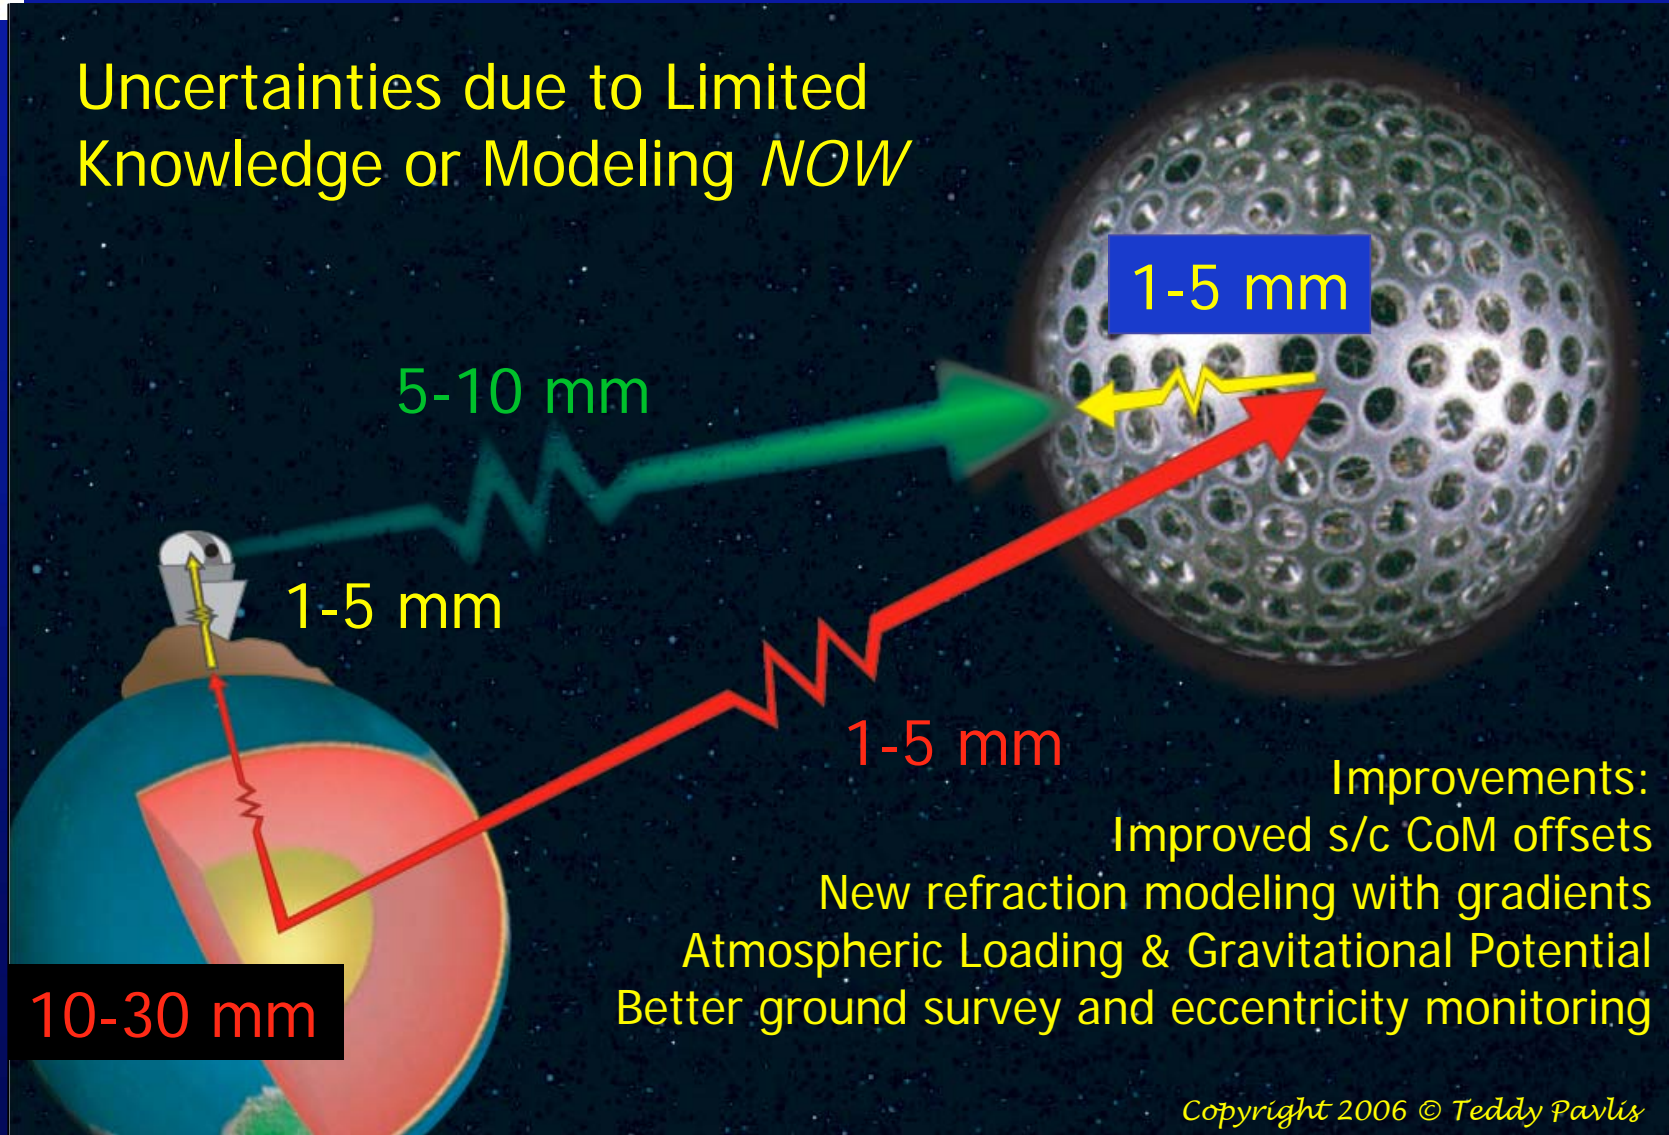 Uncertainties due to Limited
Knowledge or Modeling NOW
1-5 mm
5-10 mm
1-5 mm
1-5 mm
Improvements:
Improved s/c CoM offsets
New refraction modeling with gradients
Atmospheric Loading & Gravitational Potential
Better ground survey and eccentricity monitoring
10-30 mm
Copyright 2006 © Teddy Pavlis